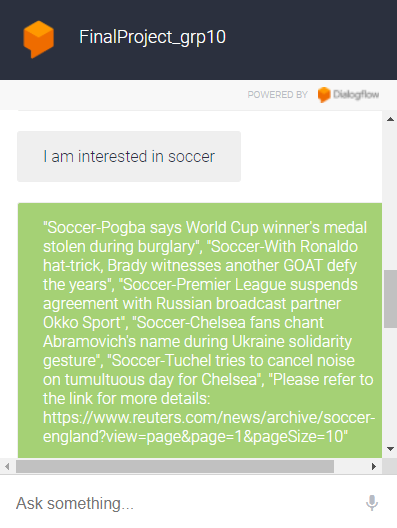 FinalProject_grp10
POWERED BY Dialogflow
I am interested in soccer
"Soccer-Pogba says World Cup winner's medal
stolen during burglary", "Soccer-With Ronaldo
hat-trick, Brady witnesses another GOAT defy
the years", "Soccer-Premier League suspends
agreement with Russian broadcast partner
Okko Sport", "Soccer-Chelsea fans chant
Abramovich's name during Ukraine solidarity
gesture", "Soccer-Tuchel tries to cancel noise
on tumultuous day for Chelsea", "Please refer to
the link for more details:
https://www.reuters.com/news/archive/soccer-
england?view=page&page=1&pageSize=10"
Ask something...